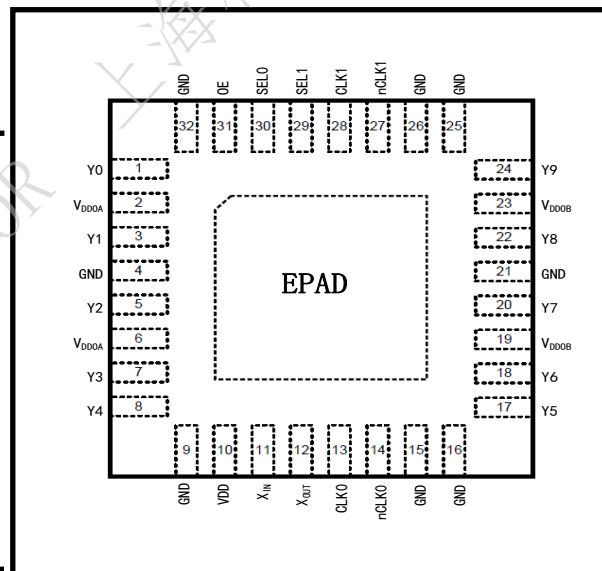 上海
OR
GND OE SEL0 SEL1 CLK1 nCLK1 GND GND
32 31 30 29 28 27 26 25
Y0 1 24 Y9
VDDOA 2 23 VDDOB
Y1 3 22 Y8
GND 4 21 GND
EPAD
Y2 5 20 Y7
VDDOA 6 19 VDDOB
Y3 7 18 Y6
Y4 8 17 Y5
9 10 11 12 13 14 15 16
GND VDD XIN XOUT CLK0 nCLK0 GND GND